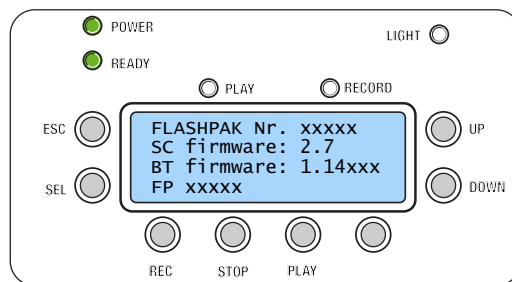 POWER
LIGHT
READY
PLAY
RECORD
ESC
UP
FLASHPAK Nr. xxxxx
SC firmware: 2.7
BT firmware: 1.14xxx
FP xxxxx
SEL
DOWN
REC
STOP
PLAY